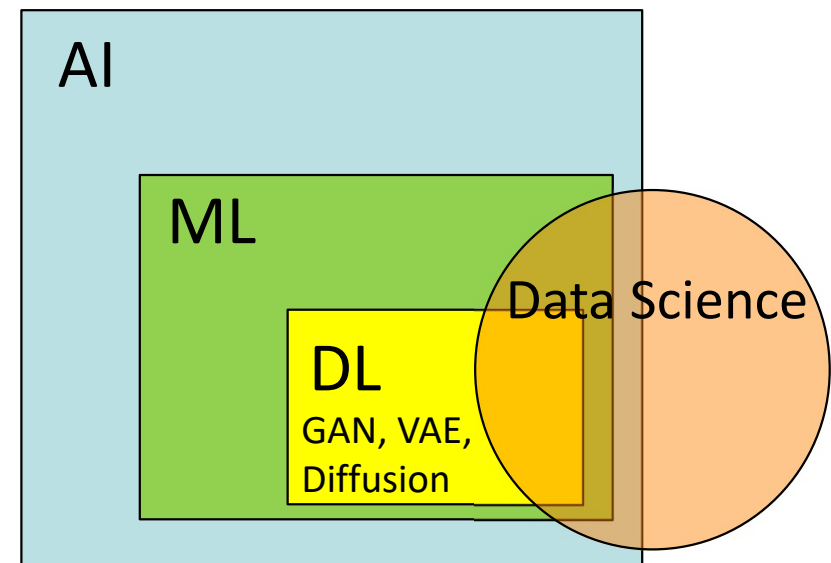 AI
ML
Data Science
DL
GAN, VAE,
Diffusion